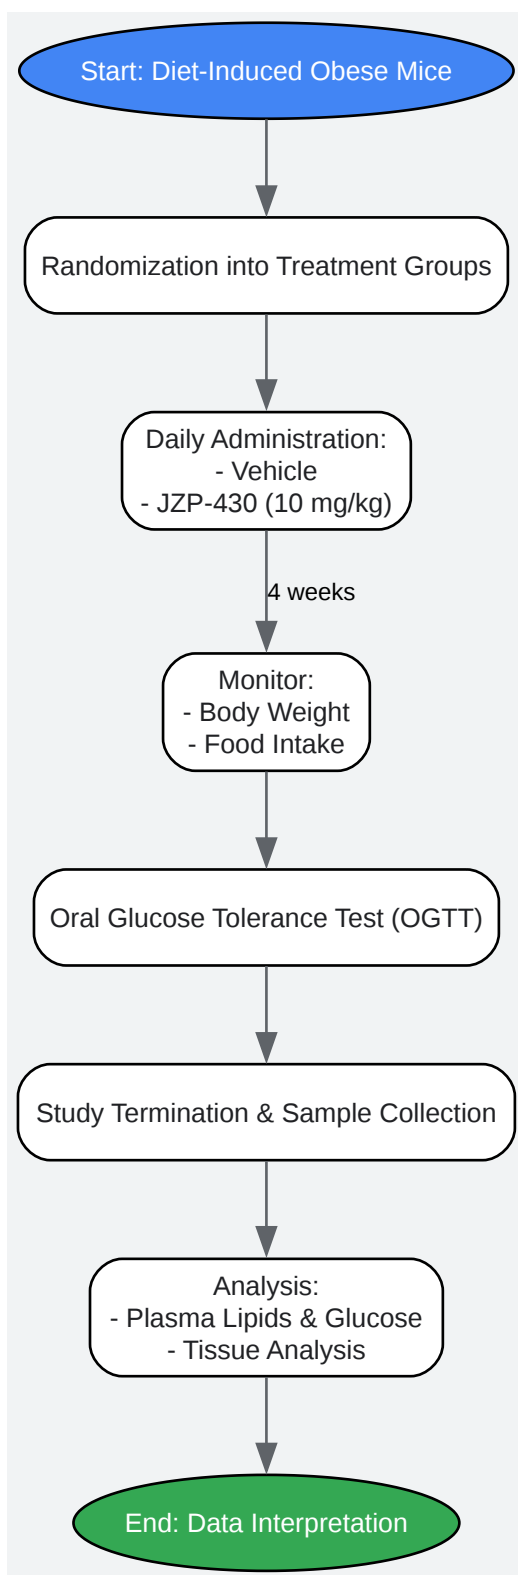 Start: Diet-Induced Obese Mice
Randomization into Treatment Groups
Daily Administration:
- Vehicle
- JZP-430 (10 mg/kg)
4 weeks
Monitor:
- Body Weight
- Food Intake
Oral Glucose Tolerance Test (OGTT)
Study Termination & Sample Collection
Analysis:
- Plasma Lipids & Glucose
- Tissue Analysis
End: Data Interpretation